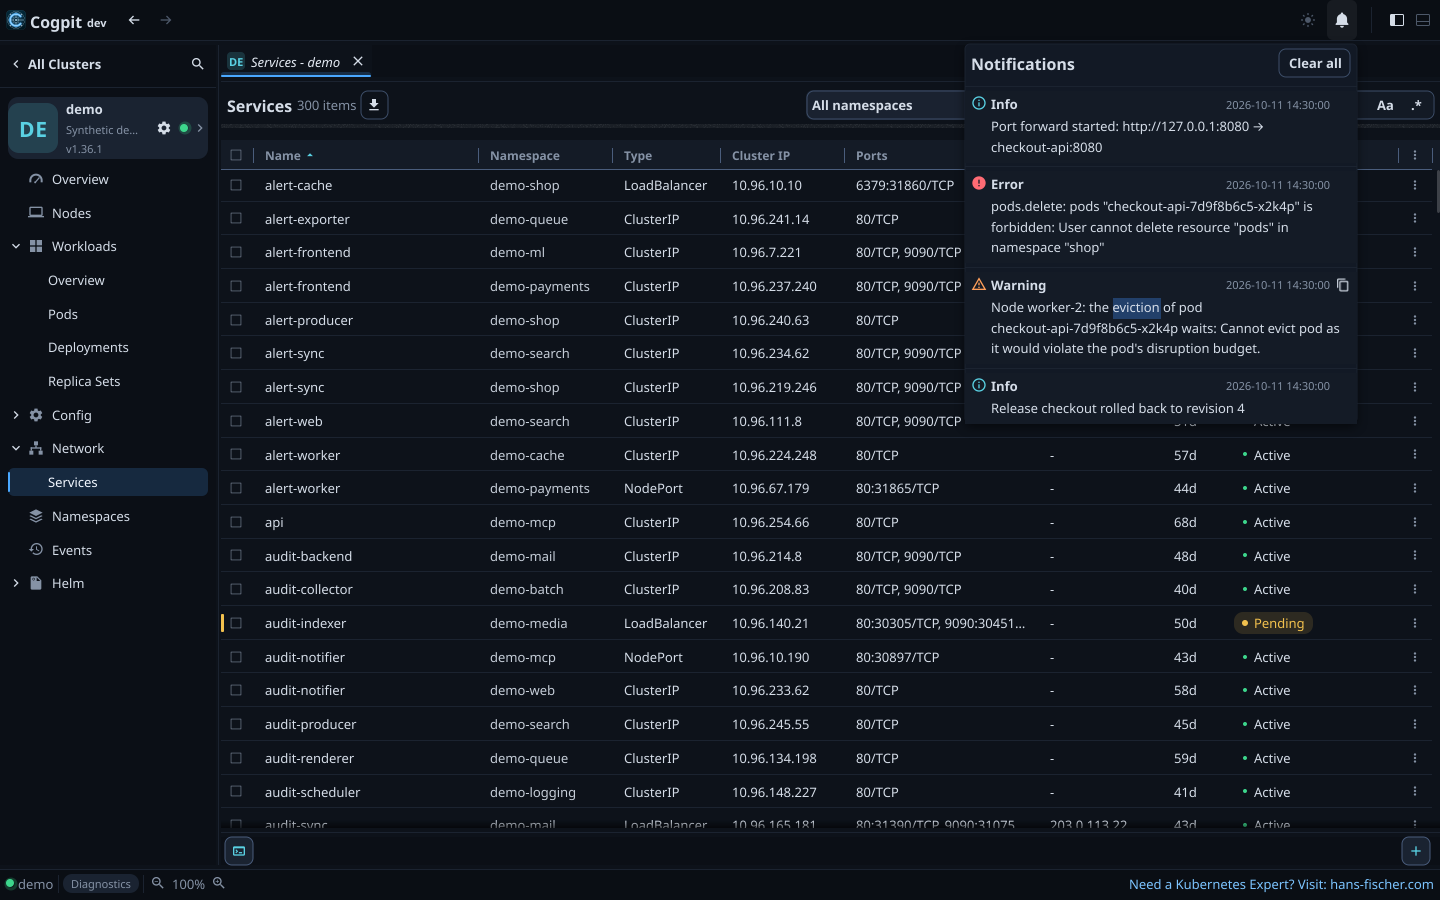 Cogpit dev
All Clusters
DE Services - demo
DE
demo
Synthetic de...
v1.36.1
Overview
Nodes
Workloads
Overview
Pods
Deployments
Replica Sets
Config
Network
Services
Namespaces
Events
Helm
Services 300 items
All namespaces
Aa .*
Notifications
Clear all
Info 2026-10-11 14:30:00
Port forward started: http://127.0.0.1:8080 →
checkout-api:8080
Error 2026-10-11 14:30:00
pods.delete: pods "checkout-api-7d9f8b6c5-x2k4p" is
forbidden: User cannot delete resource "pods" in
namespace "shop"
Warning 2026-10-11 14:30:00
Node worker-2: the eviction of pod
checkout-api-7d9f8b6c5-x2k4p waits: Cannot evict pod as
it would violate the pod's disruption budget.
Info 2026-10-11 14:30:00
Release checkout rolled back to revision 4
Name Namespace Type Cluster IP Ports
alert-cache demo-shop LoadBalancer 10.96.10.10 6379:31860/TCP
alert-exporter demo-queue ClusterIP 10.96.241.14 80/TCP
alert-frontend demo-ml ClusterIP 10.96.7.221 80/TCP, 9090/TCP
alert-frontend demo-payments ClusterIP 10.96.237.240 80/TCP, 9090/TCP
alert-producer demo-shop ClusterIP 10.96.240.63 80/TCP
alert-sync demo-search ClusterIP 10.96.234.62 80/TCP, 9090/TCP
alert-sync demo-shop ClusterIP 10.96.219.246 80/TCP, 9090/TCP
alert-web demo-search ClusterIP 10.96.111.8 80/TCP, 9090/TCP
alert-worker demo-cache ClusterIP 10.96.224.248 80/TCP - 57d Active
alert-worker demo-payments NodePort 10.96.67.179 80:31865/TCP - 44d Active
api demo-mcp ClusterIP 10.96.254.66 80/TCP - 68d Active
audit-backend demo-mail ClusterIP 10.96.214.8 80/TCP, 9090/TCP - 48d Active
audit-collector demo-batch ClusterIP 10.96.208.83 80/TCP, 9090/TCP - 40d Active
audit-indexer demo-media LoadBalancer 10.96.140.21 80:30305/TCP, 9090:30451... - 50d Pending
audit-notifier demo-mcp NodePort 10.96.10.190 80:30897/TCP - 43d Active
audit-notifier demo-web ClusterIP 10.96.233.62 80/TCP - 58d Active
audit-producer demo-search ClusterIP 10.96.245.55 80/TCP - 45d Active
audit-renderer demo-queue ClusterIP 10.96.134.198 80/TCP - 59d Active
audit-scheduler demo-logging ClusterIP 10.96.148.227 80/TCP - 41d Active
audit-sync demo-mail LoadBalancer 10.96.165.181 80:31390/TCP, 9090:31075 203.0.113.22 43d Active
demo Diagnostics 100%
Need a Kubernetes Expert? Visit: hans-fischer.com